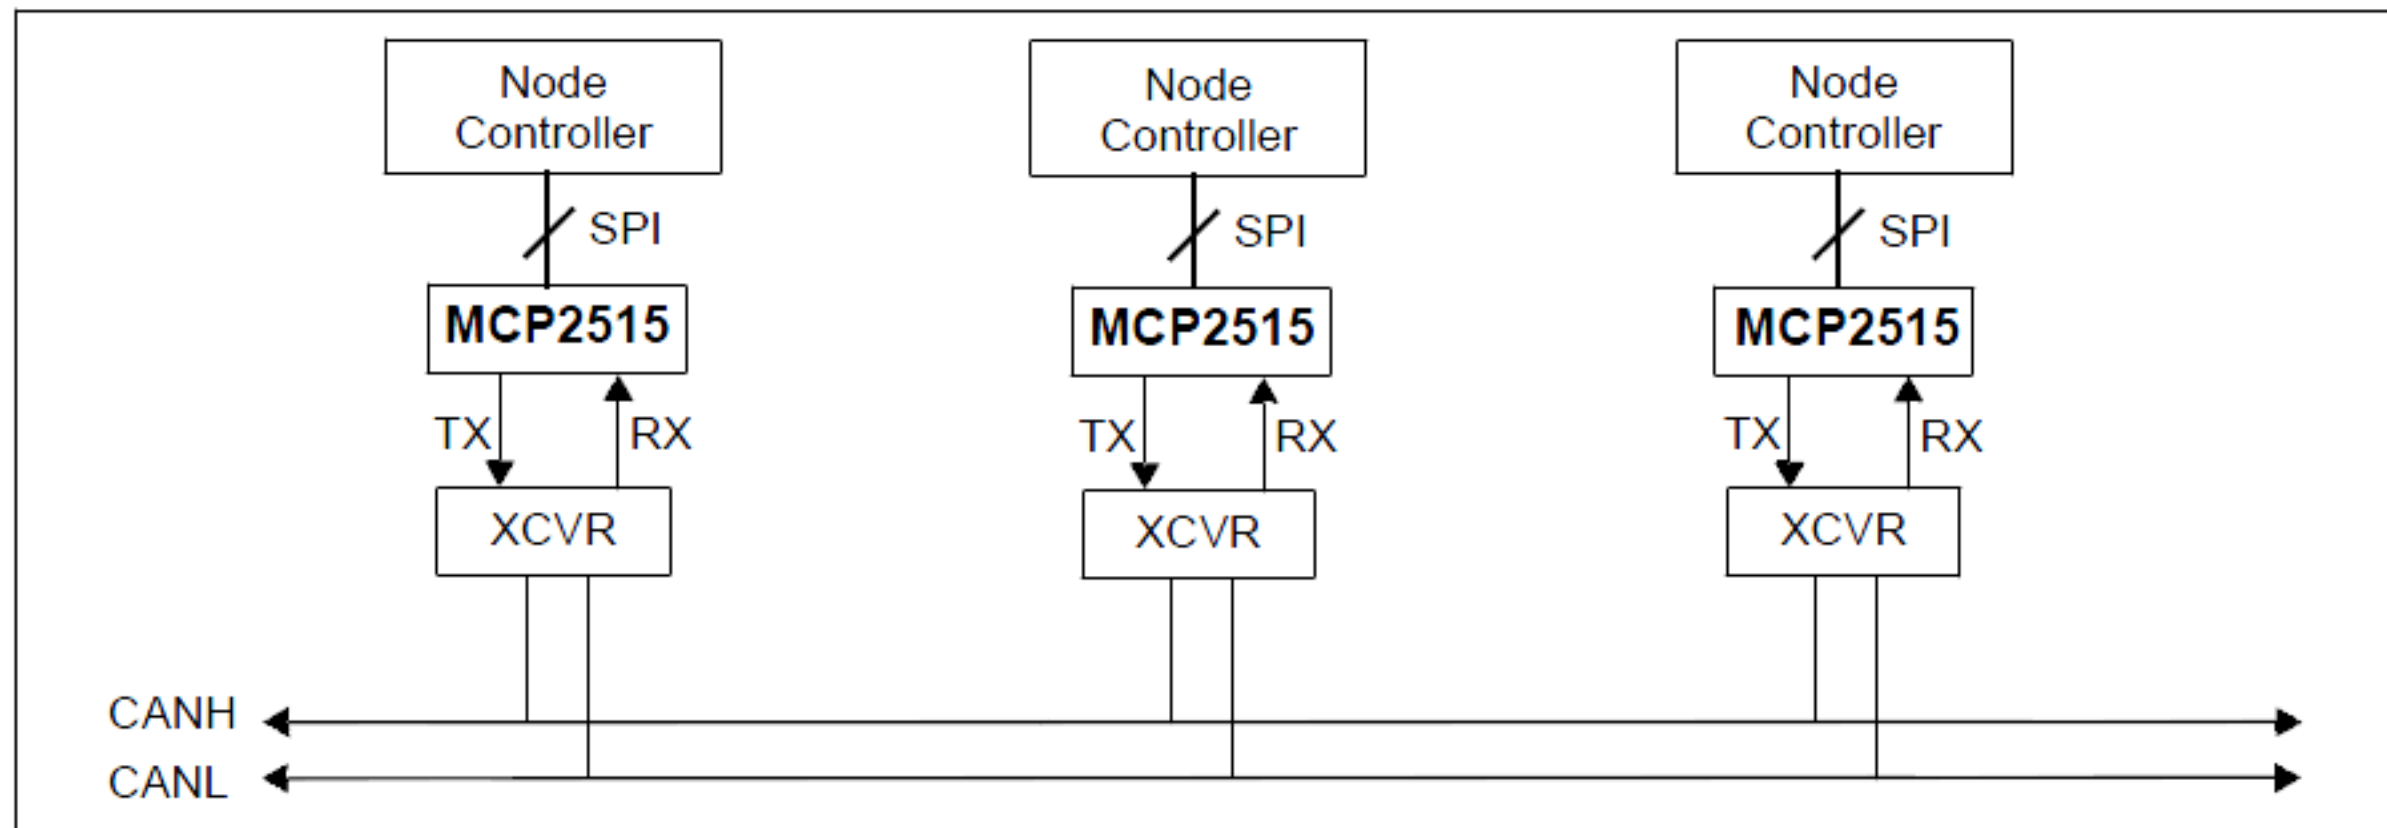 Node
Controller
Node
Controller
Node
Controller
SPI
SPI
SPI
MCP2515
MCP2515
MCP2515
TX
RX
TX
RX
TX
RX
XCVR
XCVR
XCVR
CANH
CANL